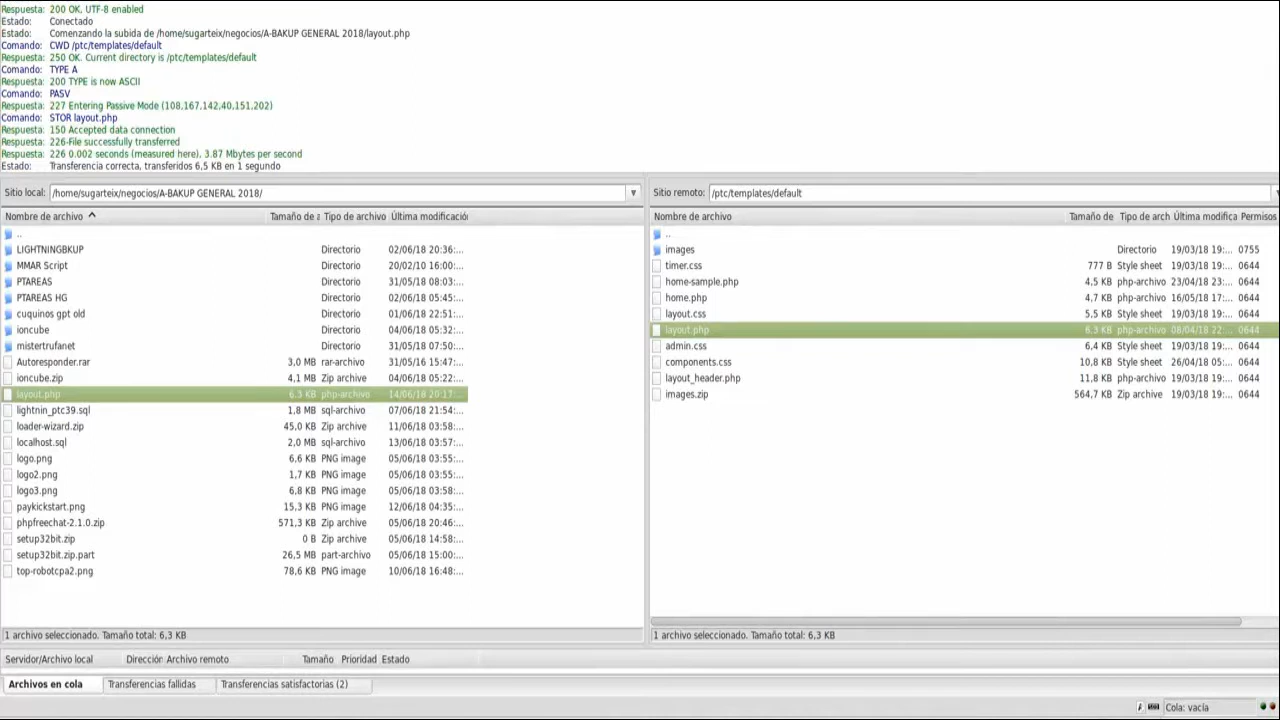 Respuesta: 200 OK, UTF-8 enabled
Estado: Conectado
Estado: Comenzando la subida de /home/sugarteix/negocios/A-BAKUP GENERAL 2018/layout.php
Comando: CWD /ptc/templates/default
Respuesta: 250 OK. Current directory is /ptc/templates/default
Comando: TYPE A
Respuesta: 200 TYPE is now ASCII
Comando: PASV
Respuesta: 227 Entering Passive Mode (108,167,142,40,151,202)
Comando: STOR layout.php
Respuesta: 150 Accepted data connection
Respuesta: 226-File successfully transferred
Respuesta: 226 0.002 seconds (measured here), 3.87 Mbytes per second
Estado: Transferencia correcta, transferidos 6,5 KB en 1 segundo
Sitio local: /home/sugarteix/negocios/A-BAKUP GENERAL 2018/
Nombre de archivo Tamaño de a Tipo de archivo Última modificació
..
LIGHTNINGBKUP Directorio 02/06/18 20:36:...
MMAR Script Directorio 20/02/10 16:00:...
PTAREAS Directorio 31/05/18 08:03:...
PTAREAS HG Directorio 02/06/18 05:45:...
cuquinos gpt old Directorio 01/06/18 22:51:...
ioncube Directorio 04/06/18 05:32:...
mistertrufanet Directorio 31/05/18 07:50:...
Autoresponder.rar 3,0 MB rar-archivo 31/05/16 15:47:...
ioncube.zip 4,1 MB Zip archive 04/06/18 05:22:...
layout.php 6,3 KB php-archivo 14/06/18 20:17:...
lightnin_ptc39.sql 1,8 MB sql-archivo 07/06/18 21:54:...
loader-wizard.zip 45,0 KB Zip archive 11/06/18 03:58:...
localhost.sql 2,0 MB sql-archivo 13/06/18 03:57:...
logo.png 6,6 KB PNG image 05/06/18 03:55:...
logo2.png 1,7 KB PNG image 05/06/18 03:55:...
logo3.png 6,8 KB PNG image 05/06/18 03:58:...
paykickstart.png 15,3 KB PNG image 12/06/18 04:35:...
phpfreechat-2.1.0.zip 571,3 KB Zip archive 05/06/18 20:46:...
setup32bit.zip 0 B Zip archive 05/06/18 14:58:...
setup32bit.zip.part 26,5 MB part-archivo 05/06/18 15:00:...
top-robotcpa2.png 78,6 KB PNG image 10/06/18 16:48:...
1 archivo seleccionado. Tamaño total: 6,3 KB
Sitio remoto: /ptc/templates/default
Nombre de archivo Tamaño de Tipo de arch Última modifica Permisos
..
images Directorio 19/03/18 19:... 0755
timer.css 777 B Style sheet 19/03/18 19:... 0644
home-sample.php 4,5 KB php-archivo 23/04/18 23:... 0644
home.php 4,7 KB php-archivo 16/05/18 17:... 0644
layout.css 5,5 KB Style sheet 19/03/18 19:... 0644
layout.php 6,3 KB php-archivo 08/04/18 22:... 0644
admin.css 6,4 KB Style sheet 19/03/18 19:... 0644
components.css 10,8 KB Style sheet 26/04/18 05:... 0644
layout_header.php 11,8 KB php-archivo 19/03/18 19:... 0644
images.zip 564,7 KB Zip archive 19/03/18 19:... 0644
1 archivo seleccionado. Tamaño total: 6,3 KB
Servidor/Archivo local Dirección Archivo remoto Tamaño Prioridad Estado
Archivos en cola Transferencias fallidas Transferencias satisfactorias (2)
Cola: vacía